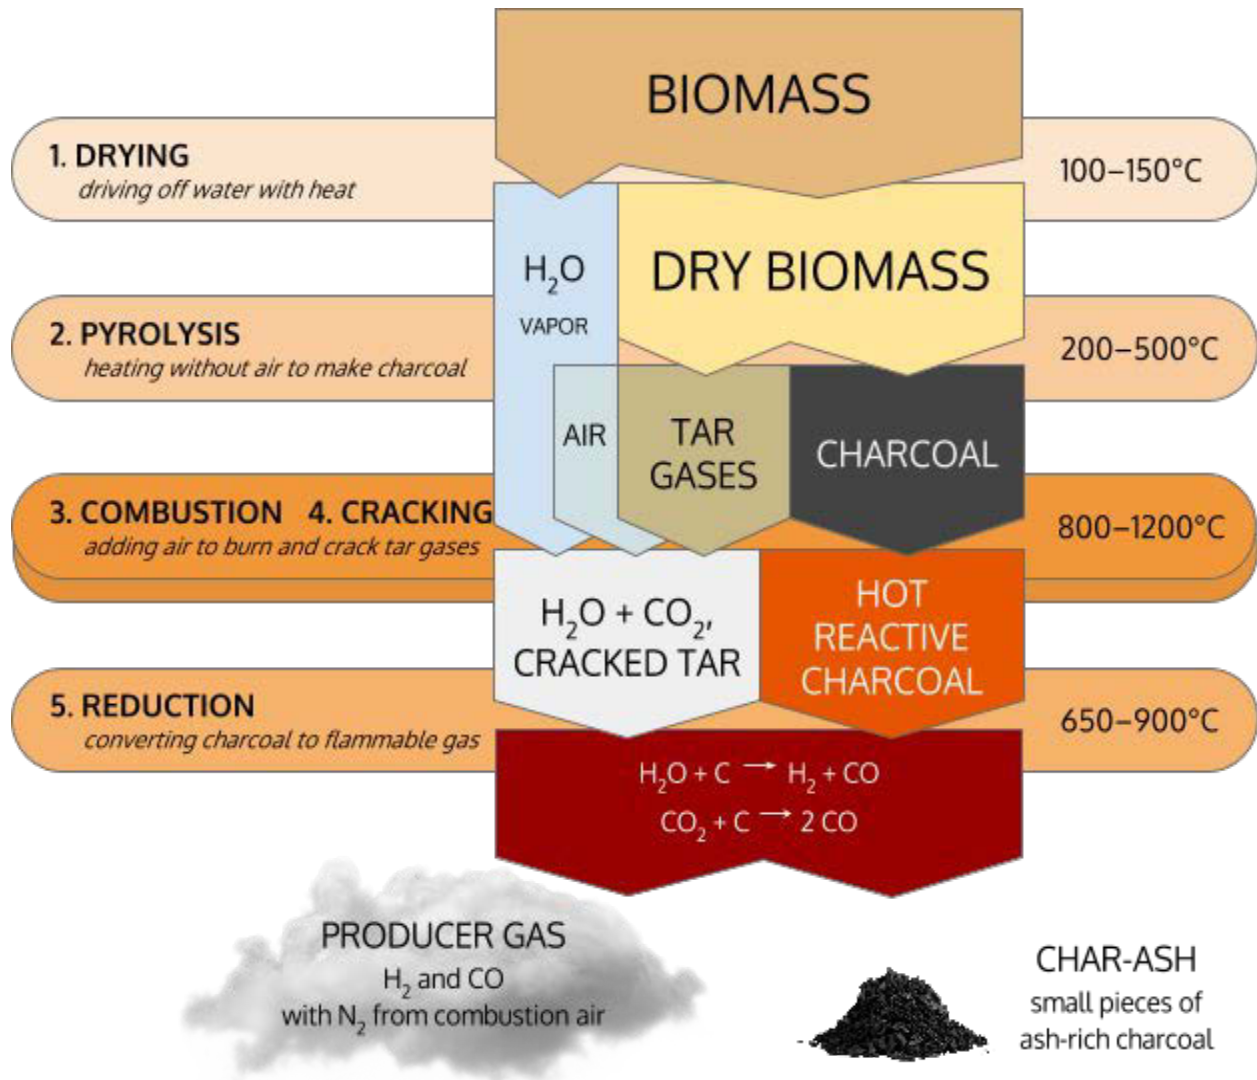 BIOMASS
1. DRYING
driving off water with heat
100–150°C
H₂O
VAPOR
DRY BIOMASS
2. PYROLYSIS
heating without air to make charcoal
200–500°C
AIR
TAR
GASES
CHARCOAL
3. COMBUSTION 4. CRACKING
adding air to burn and crack tar gases
800–1200°C
H₂O + CO₂,
CRACKED TAR
HOT
REACTIVE
CHARCOAL
5. REDUCTION
converting charcoal to flammable gas
650–900°C
H₂O + C → H₂ + CO
CO₂ + C → 2 CO
PRODUCER GAS
H₂ and CO
with N₂ from combustion air
CHAR-ASH
small pieces of
ash-rich charcoal